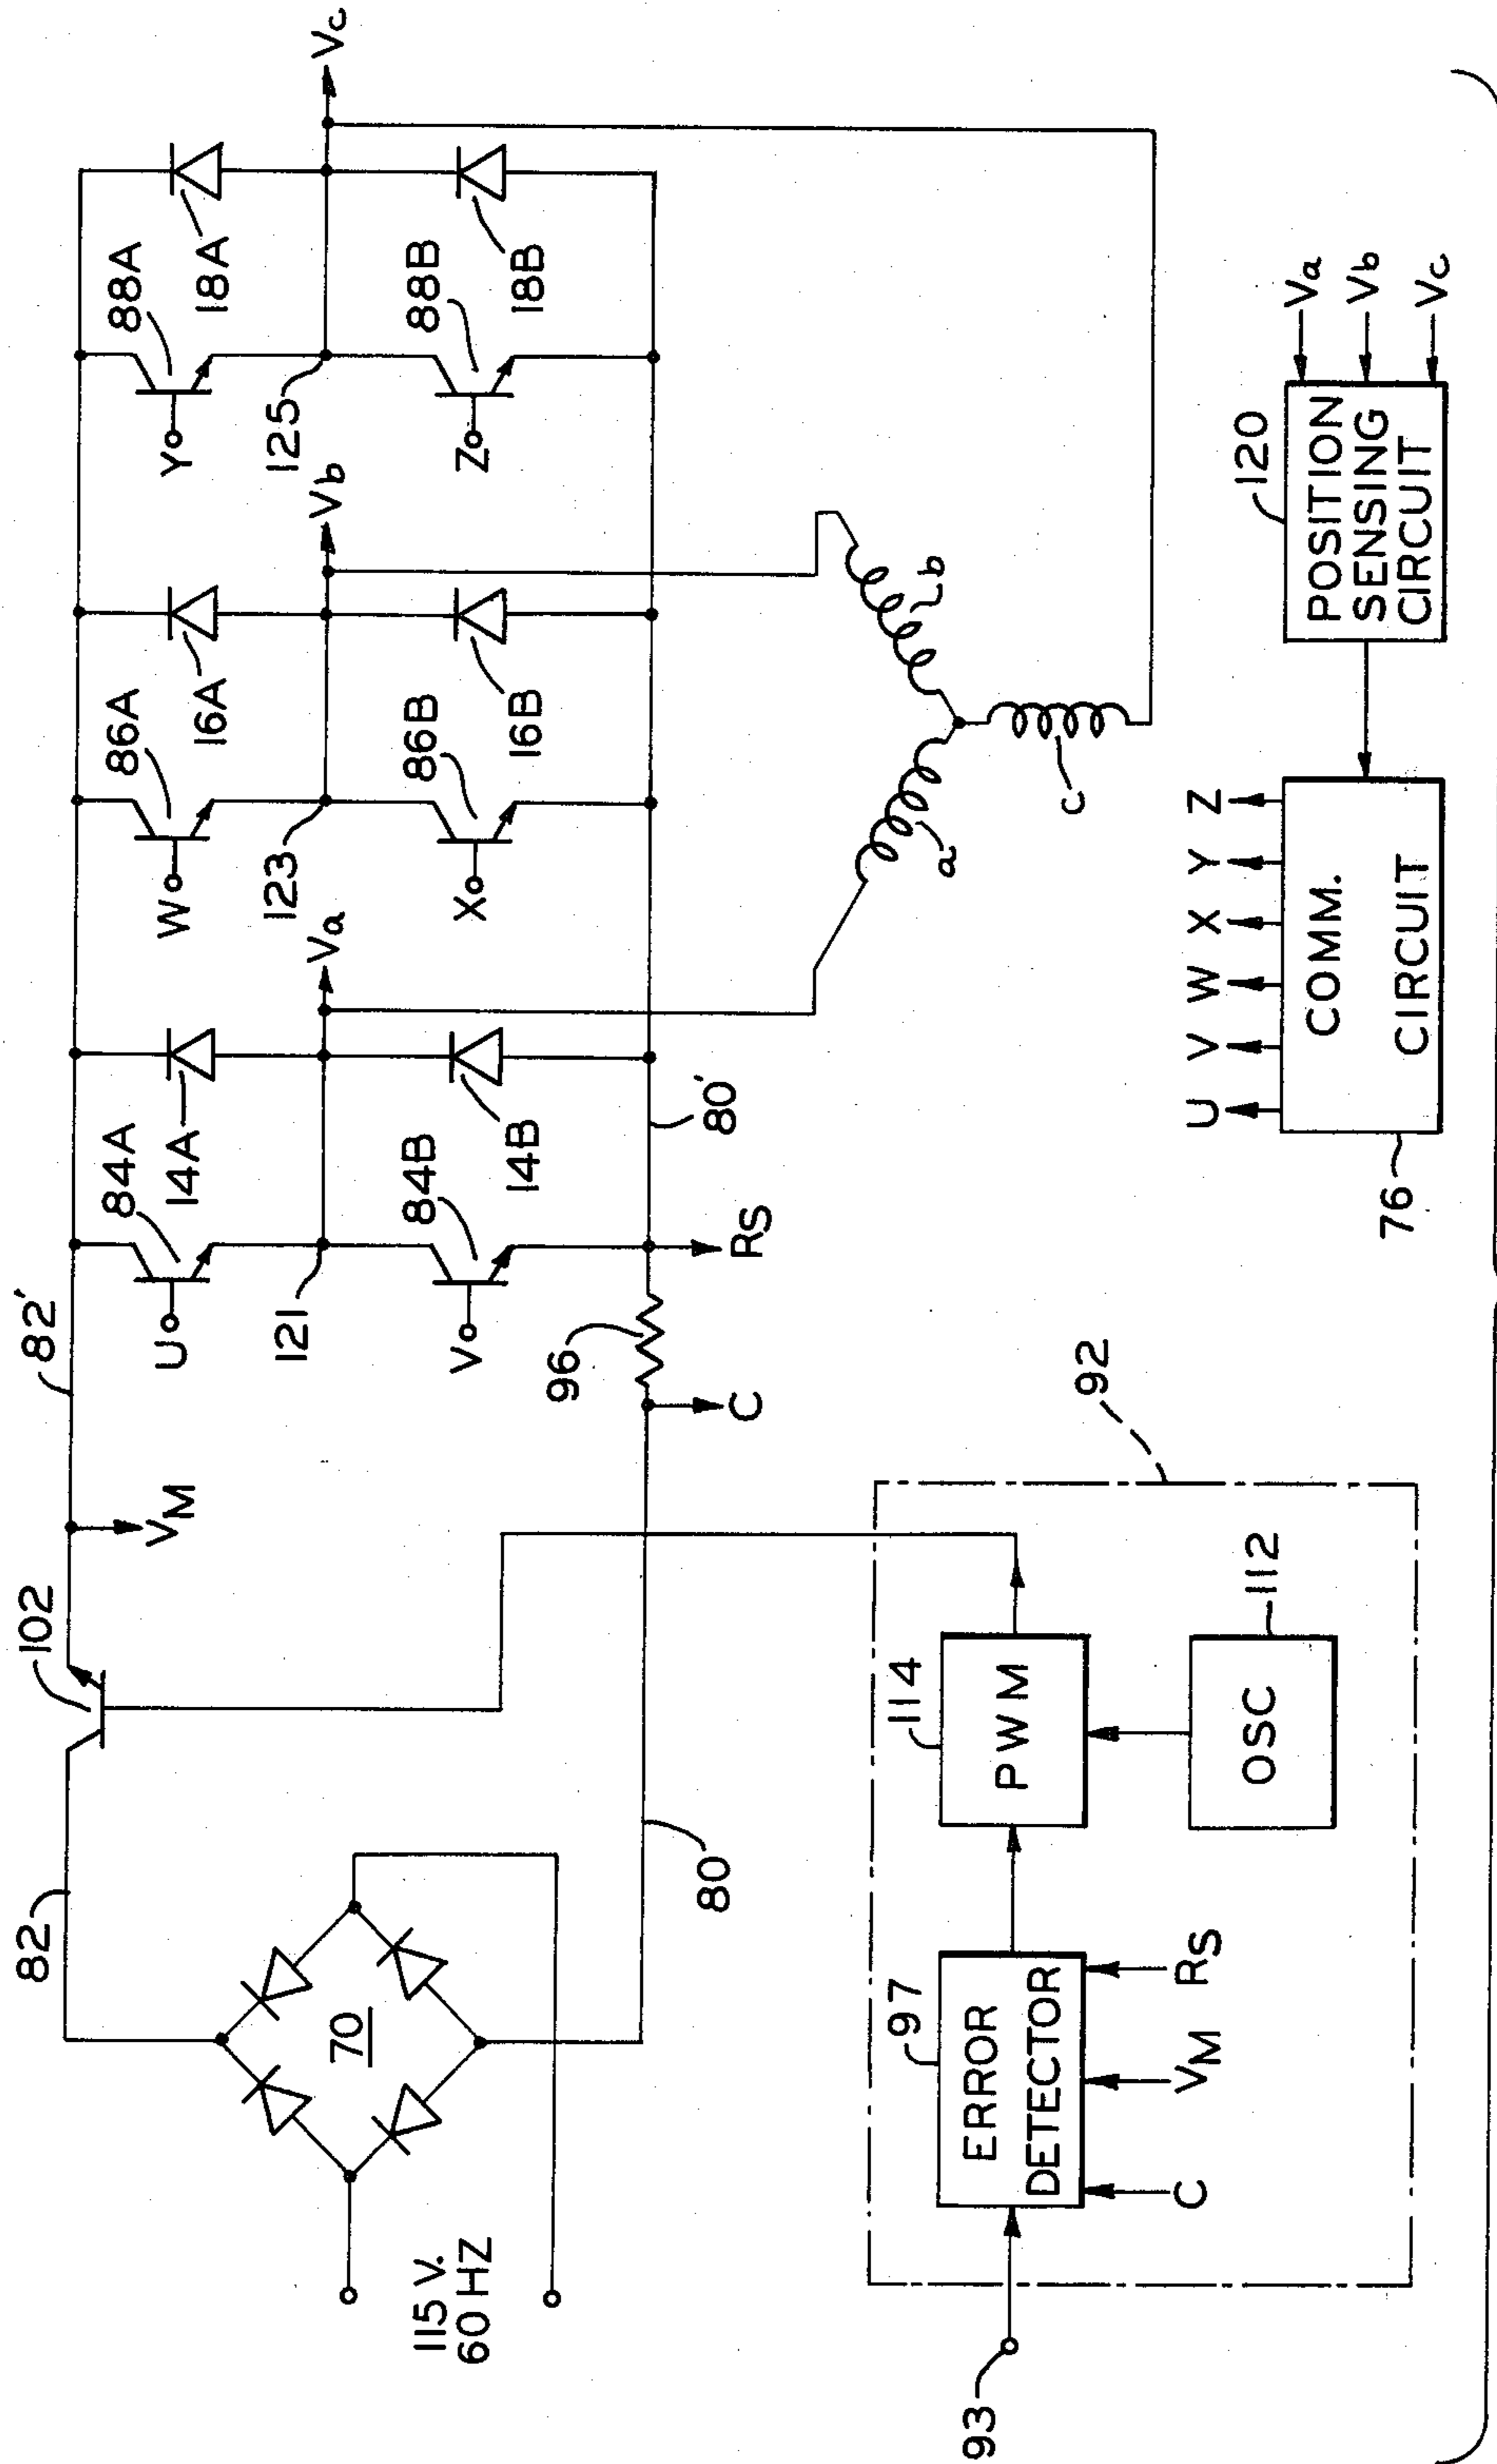 82
102
VM
82'
U
84A
14A
121
Va
V
84B
14B
W
86A
16A
123
Vb
X
86B
16B
Y
88A
18A
125
Vc
Z
88B
18B
70
115 V.
60 HZ
80
C
96
RS
80'
a
b
c
92
93
97
ERROR
DETECTOR
C
VM
RS
114
PWM
112
OSC
U
V
W
X
Y
Z
76
COMM.
CIRCUIT
120
POSITION
SENSING
CIRCUIT
Va
Vb
Vc